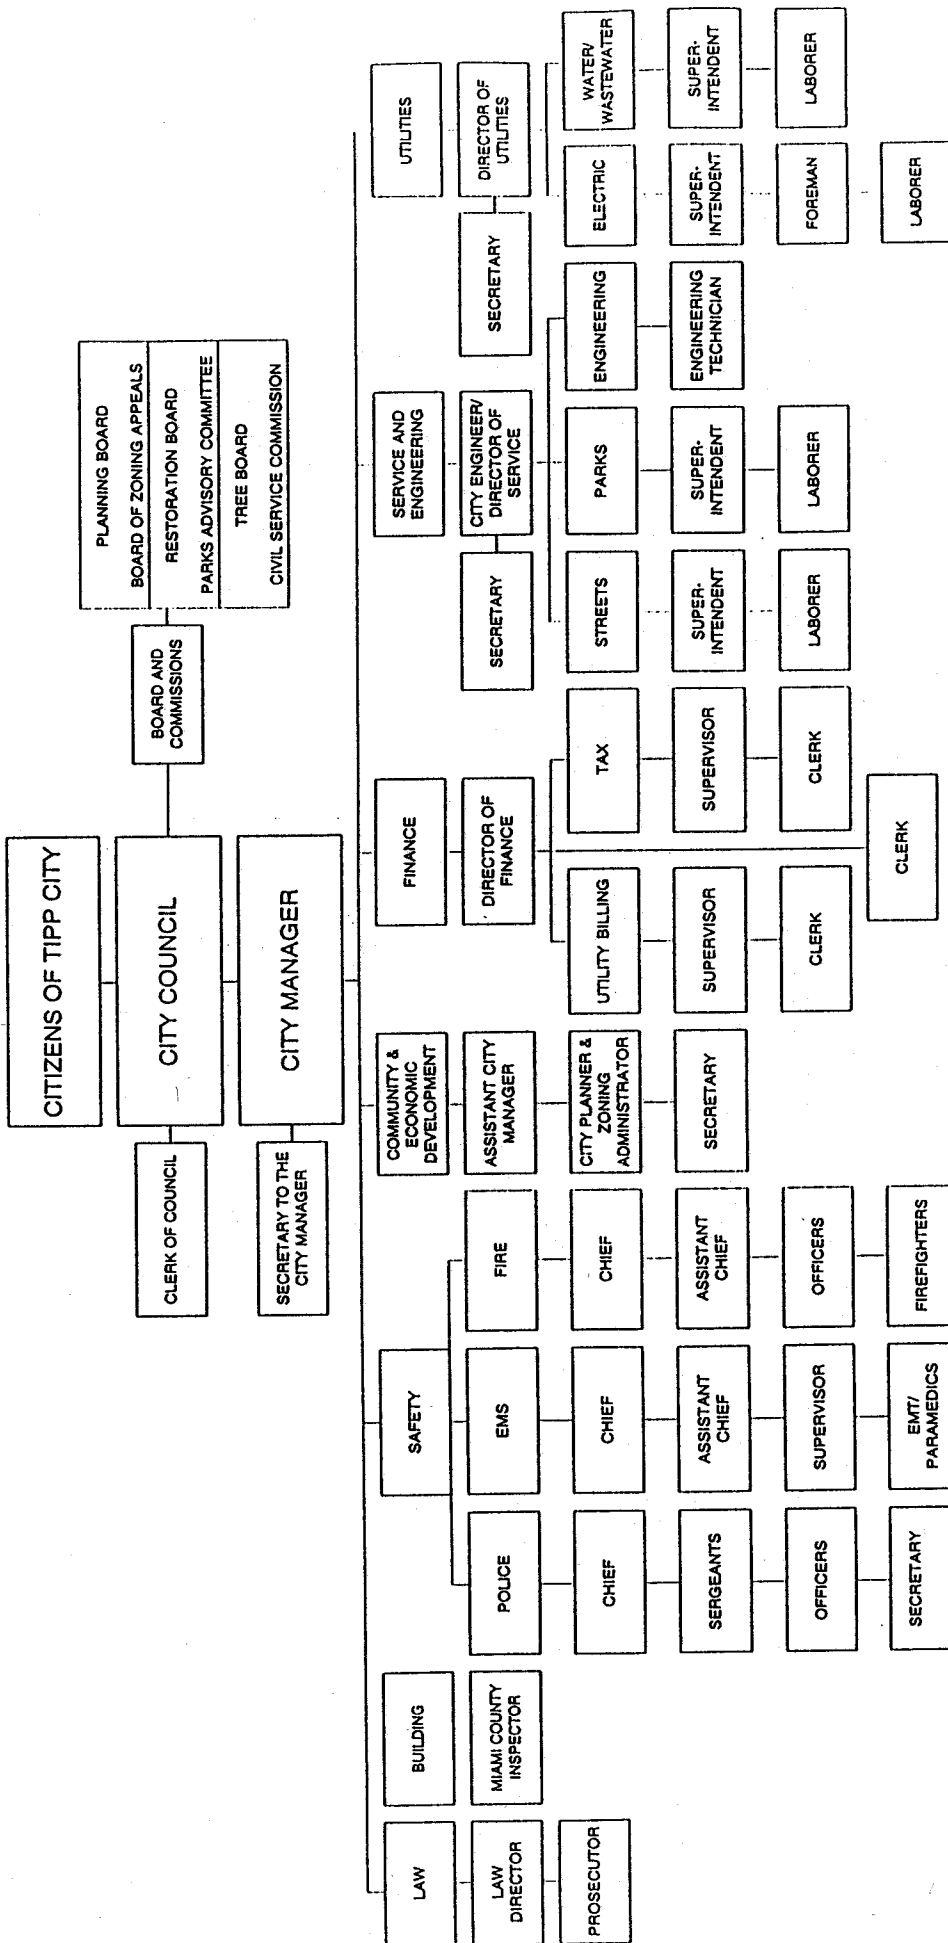 CITIZENS OF TIPP CITY
CLERK OF COUNCIL
CITY COUNCIL
BOARD AND
COMMISSIONS
PLANNING BOARD
BOARD OF ZONING APPEALS
RESTORATION BOARD
PARKS ADVISORY COMMITTEE
TREE BOARD
CIVIL SERVICE COMMISSION
SECRETARY TO THE
CITY MANAGER
CITY MANAGER
LAW
LAW
DIRECTOR
PROSECUTOR
BUILDING
MIAMI COUNTY
INSPECTOR
SAFETY
POLICE
CHIEF
SERGEANTS
OFFICERS
SECRETARY
EMS
CHIEF
ASSISTANT
CHIEF
SUPERVISOR
EMT/
PARAMEDICS
FIRE
CHIEF
ASSISTANT
CHIEF
OFFICERS
FIREFIGHTERS
COMMUNITY &
ECONOMIC
DEVELOPMENT
ASSISTANT CITY
MANAGER
CITY PLANNER &
ZONING
ADMINISTRATOR
SECRETARY
FINANCE
DIRECTOR OF
FINANCE
UTILITY BILLING
SUPERVISOR
CLERK
TAX
SUPERVISOR
CLERK
CLERK
SERVICE AND
ENGINEERING
SECRETARY
CITY ENGINEER/
DIRECTOR OF
SERVICE
STREETS
SUPER-
INTENDENT
LABORER
PARKS
SUPER-
INTENDENT
LABORER
ENGINEERING
ENGINEERING
TECHNICIAN
UTILITIES
SECRETARY
DIRECTOR OF
UTILITIES
ELECTRIC
SUPER-
INTENDENT
FOREMAN
LABORER
WATER/
WASTEWATER
SUPER-
INTENDENT
LABORER